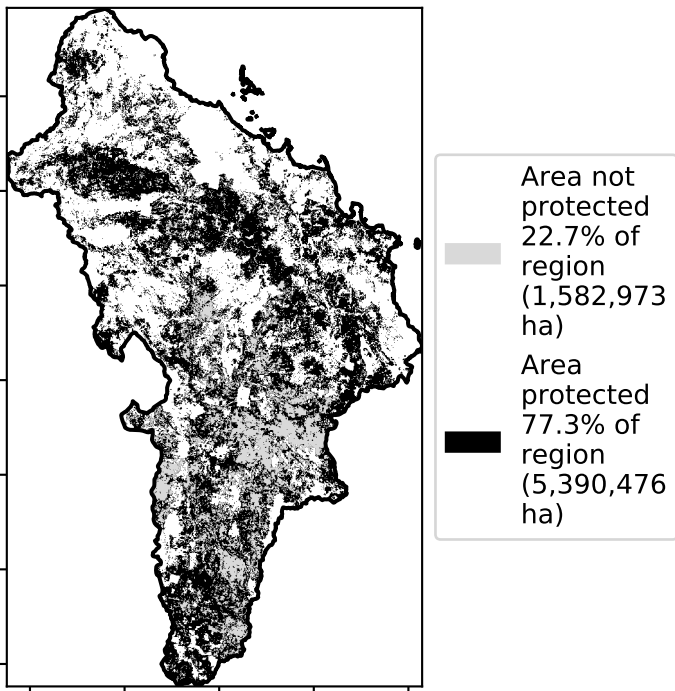 Area not
protected
22.7% of
region
(1,582,973
ha)
Area
protected
77.3% of
region
(5,390,476
ha)